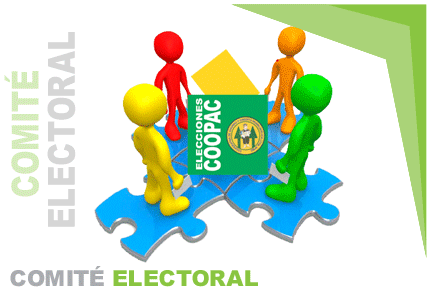 COMITÉ
ELECTORAL
ELECCIONES
COOPAC
COMITÉ ELECTORAL